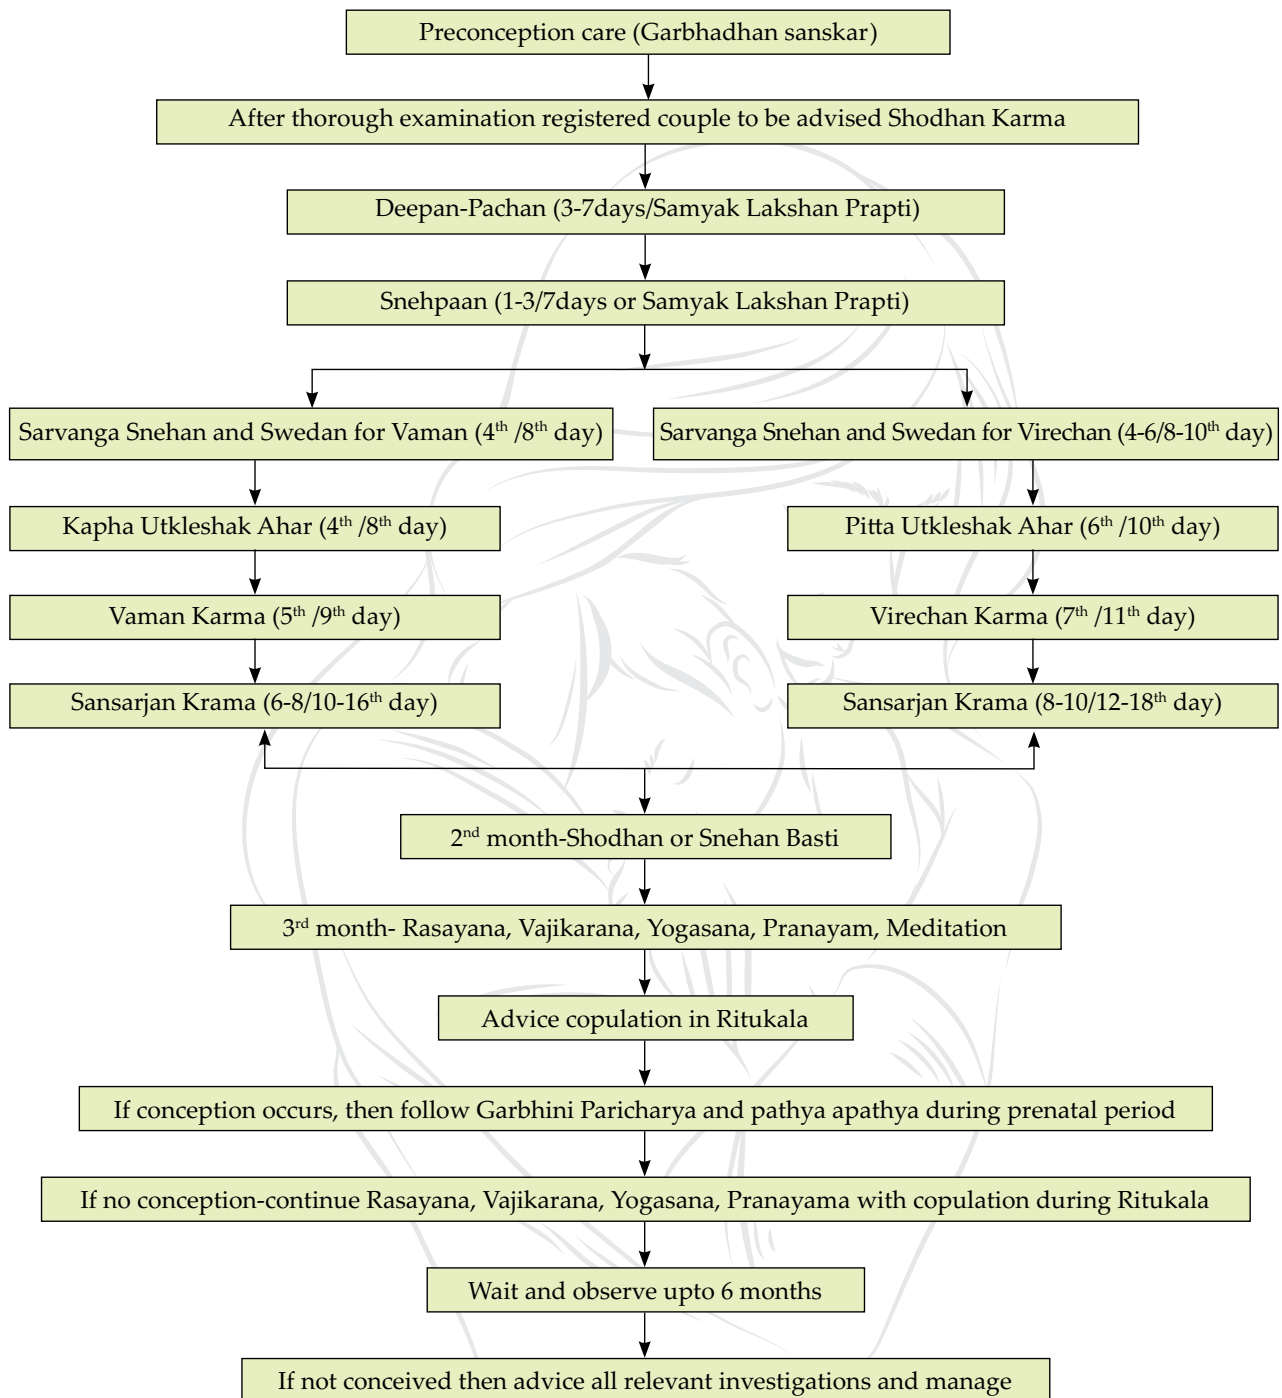 Preconception care (Garbhadhan sanskar)
After thorough examination registered couple to be advised Shodhan Karma
Deepan-Pachan (3-7days/Samyak Lakshan Prapti)
Snehpaan (1-3/7days or Samyak Lakshan Prapti)
Sarvanga Snehan and Swedan for Vaman (4th /8th day)
Sarvanga Snehan and Swedan for Virechan (4-6/8-10th day)
Kapha Utkleshak Ahar (4th /8th day)
Pitta Utkleshak Ahar (6th /10th day)
Vaman Karma (5th /9th day)
Virechan Karma (7th /11th day)
Sansarjan Krama (6-8/10-16th day)
Sansarjan Krama (8-10/12-18th day)
2nd month-Shodhan or Snehan Basti
3rd month- Rasayana, Vajikarana, Yogasana, Pranayam, Meditation
Advice copulation in Ritukala
If conception occurs, then follow Garbhini Paricharya and pathya apathya during prenatal period
If no conception-continue Rasayana, Vajikarana, Yogasana, Pranayama with copulation during Ritukala
Wait and observe upto 6 months
If not conceived then advice all relevant investigations and manage